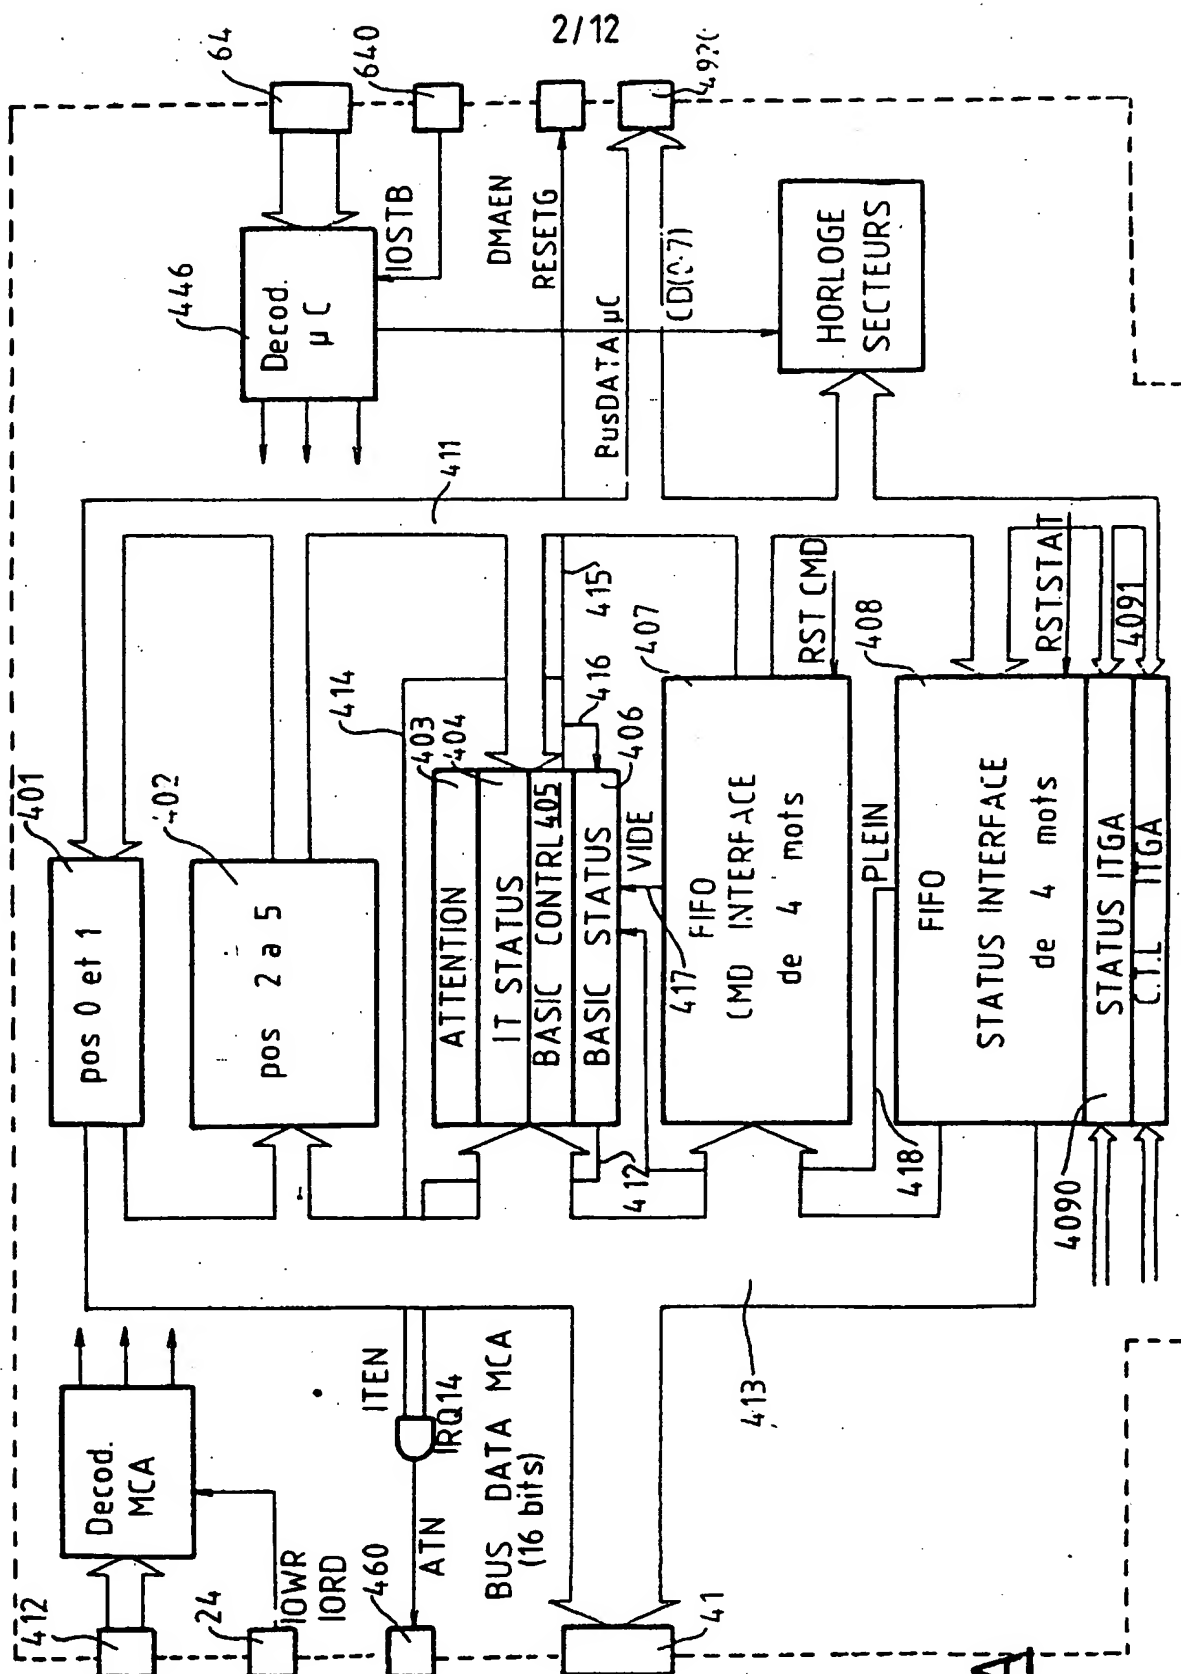 2/12
64
640
492
446
Decod.
µ C
IOSTB
DMAEN
RESETG
BusDATA µC
CD(0-7)
HORLOGE
SECTEURS
411
401
pos 0 et 1
402
pos 2 a 5
414
403
404
415
416
406
ATTENTION
IT STATUS
BASIC CONTRL 405
BASIC STATUS
412
VIDE
417
407
RST CMD
FIFO
CMD INTERFACE
de 4 mots
PLEIN
418
408
RSTSTAT
FIFO
STATUS INTERFACE
de 4 mots
4091
STATUS ITGA
C.T.L ITGA
4090
413
Decod.
MCA
412
24
IOWR
IORD
460
ATN
ITEN
IRQ14
BUS DATA MCA
(16 bits)
41